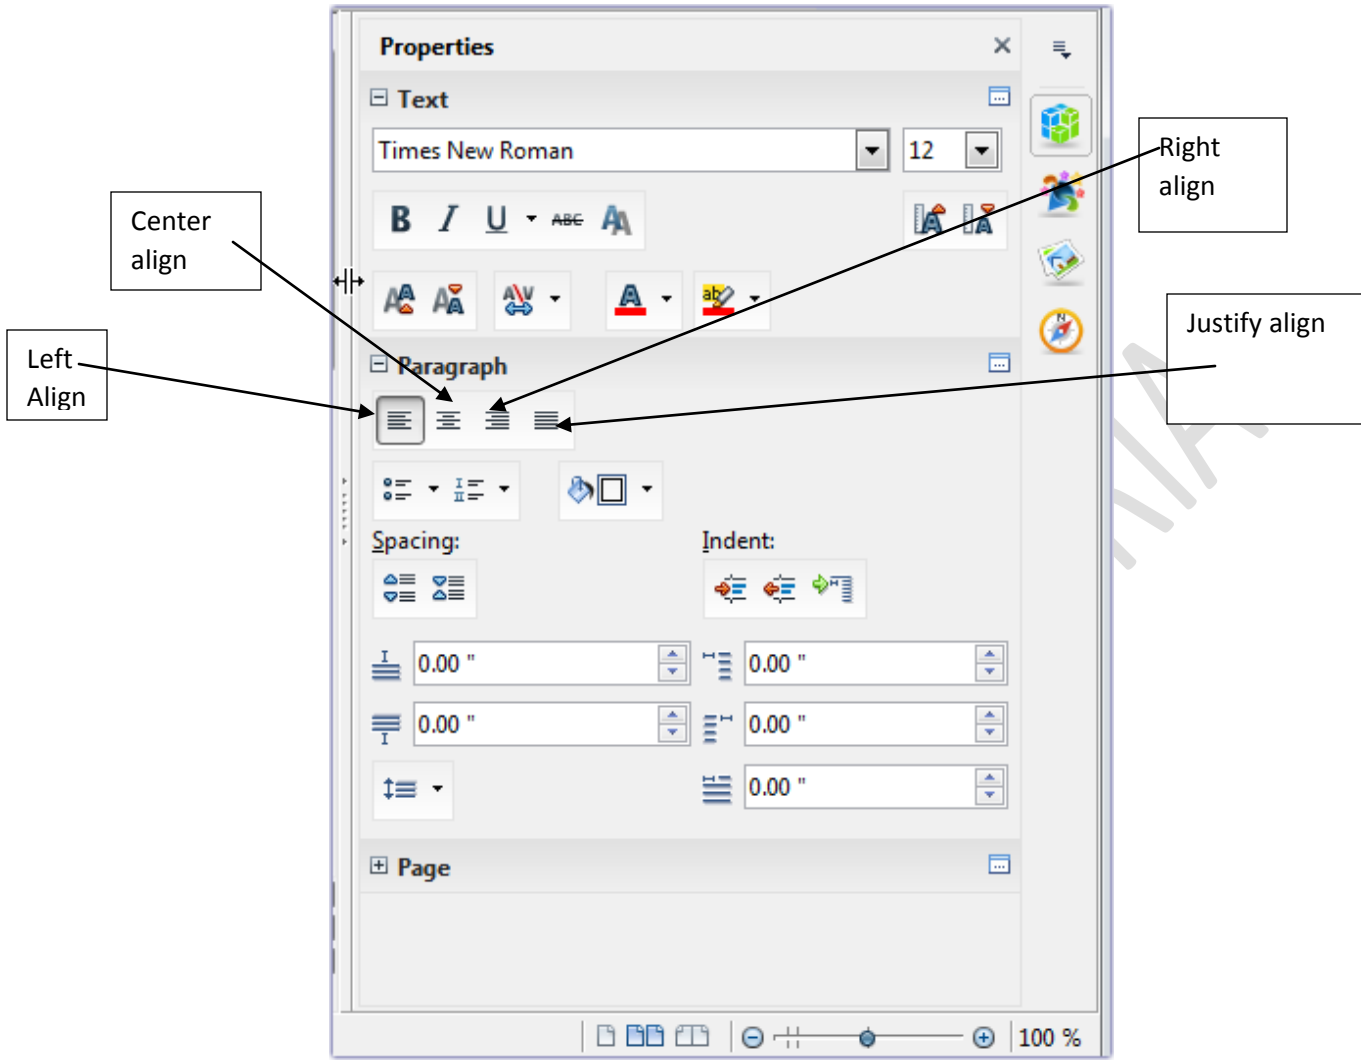 Properties
Text
Times New Roman
12
Right
align
Center
align
B I U ABC
Justify align
Left
Align
Paragraph
Spacing:
Indent:
0.00 "
0.00 "
0.00 "
0.00 "
0.00 "
Page
100 %